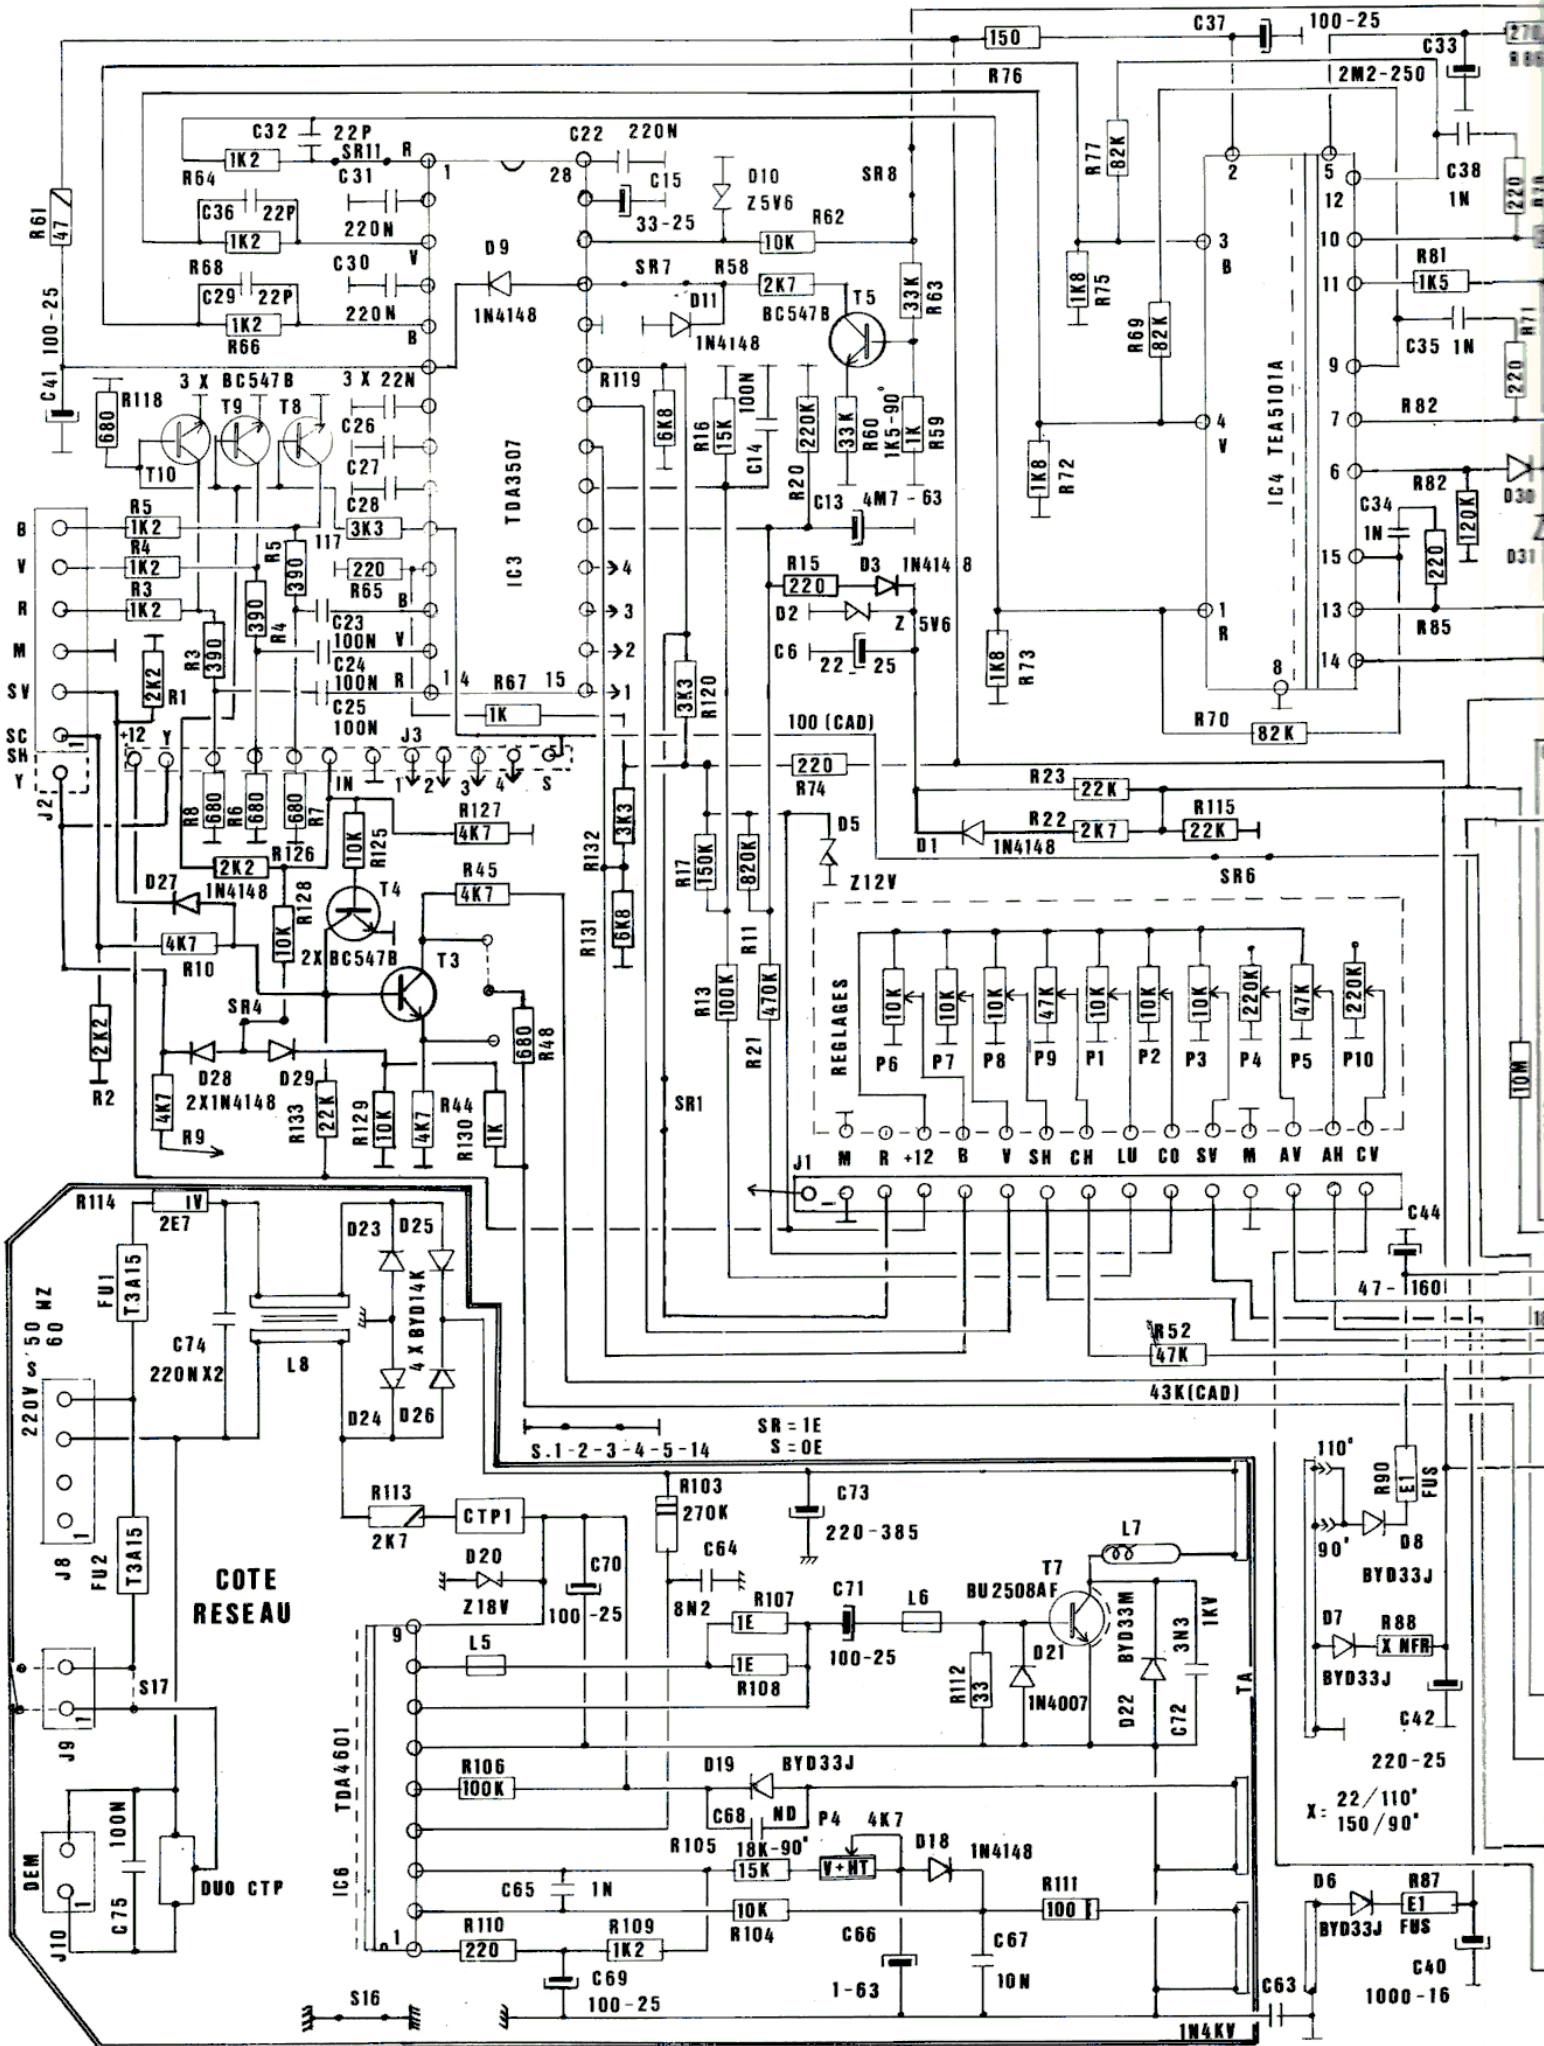 C37 100-25
150
R76
C33
2M2-250
270
C32 22P
SR11 R
1K2
R64
C22 220N
1 28
C31
220N
C15
33-25
D10
Z5V6
SR8
R77
82K
2 5
12
C38
1N
220
R61
47
C36 22P
1K2
R68
V
R62
10K
3
B
10
R81
1K5
11
C30
220N
D9
1N4148
SR7
D11
1N4148
R58
2K7
BC547B
T5
33K
R63
1K8
R75
R69
82K
C29 22P
1K2
R66
B
C35 1N
R71
220
9
C41 100-25
3 X BC547B
R118
680
T9 T8
T10
3 X 22N
C26
C27
C28
R119
6K8
R16
15K
100N
C14
R20
220K
33K
R60
1K5-90°
1K
R59
4
V
7
R82
6
R82
120K
D30
D31
1K8
R72
IC4 TEA5101A
TDA3507
IC3
C13 4M7-63
C34
1N
220
15
13
R85
14
B
V
R
M
SV
SC
SH
Y
J2
1
R5
1K2
R4
1K2
R3
1K2
R5
390
R4
390
R3
390
117
3K3
220
R65
B
C23
100N V
C24
100N R
C25
100N
4
3
2
1
R15
220
D3 1N4148
D2
Z 5V6
C6
22 25
1
R
8
1K8
R73
R70
82K
2K2
R1
14 15
R67
1K
3K3
R120
100 (CAD)
+12 Y
IN
J3
1 2 3 4 S
R8
680
R6
680
680
R7
220
R74
R23
22K
R22
2K7
R115
22K
D1 1N4148
SR6
R127
4K7
10K
R125
R126
2K2
3K3
R132
R17
150K
820K
R11
D5
Z12V
D27
1N4148
T4
R45
4K7
R128
10K
2XBC547B
T3
6K8
R131
4K7
R10
SR4
2K2
R2
D28 D29
2X1N4148
4K7
R9
R133
22K
R129
10K
4K7
R44
R130
1K
680
R48
R13
100K
470K
R21
SR1
REGLAGES
10K 10K 10K 47K 10K 10K 10K 220K 47K 220K
P6 P7 P8 P9 P1 P2 P3 P4 P5 P10
10M
J1 M R +12 B V SH CH LU CO SV M AV AH CV
R114
1V
2E7
FU1
T3A15
220V S 50 HZ
60
C74
220NX2
L8
D23 D25
4XBYD14K
D24 D26
C44
47-160
R52
47K
43K(CAD)
SR = 1E
S = 0E
S.1-2-3-4-5-14
J8
1
FU2
T3A15
R113
2K7
CTP1
R103
270K
C73
220-385
110°
90°
R90
E1
FUS
D8
BYD33J
COTE
RESEAU
D20
Z18V
C70
100-25
C64
8N2
R107
1E
1E
R108
C71
100-25
L6
L7
T7
BU2508AF
BYD33M
3N3
1KV
D22
C72
R112
33
D21
1N4007
TA
D7
BYD33J
R88
X NFR
C42
220-25
X= 22/110°
150/90°
J9
1
S17
9
L5
TDA4601
IC6
R106
100K
D19 BYD33J
C68 ND
R105 18K-90°
15K
P4 4K7
V+HT
D18
1N4148
DEM
J10
1
100N
C75
DUO CTP
C65 1N
10K
R104
R111
100
D6
BYD33J
R87
E1
FUS
1
R110
220
R109
1K2
C69
100-25
C66
1-63
C67
10N
C63
1N4KV
C40
1000-16
S16